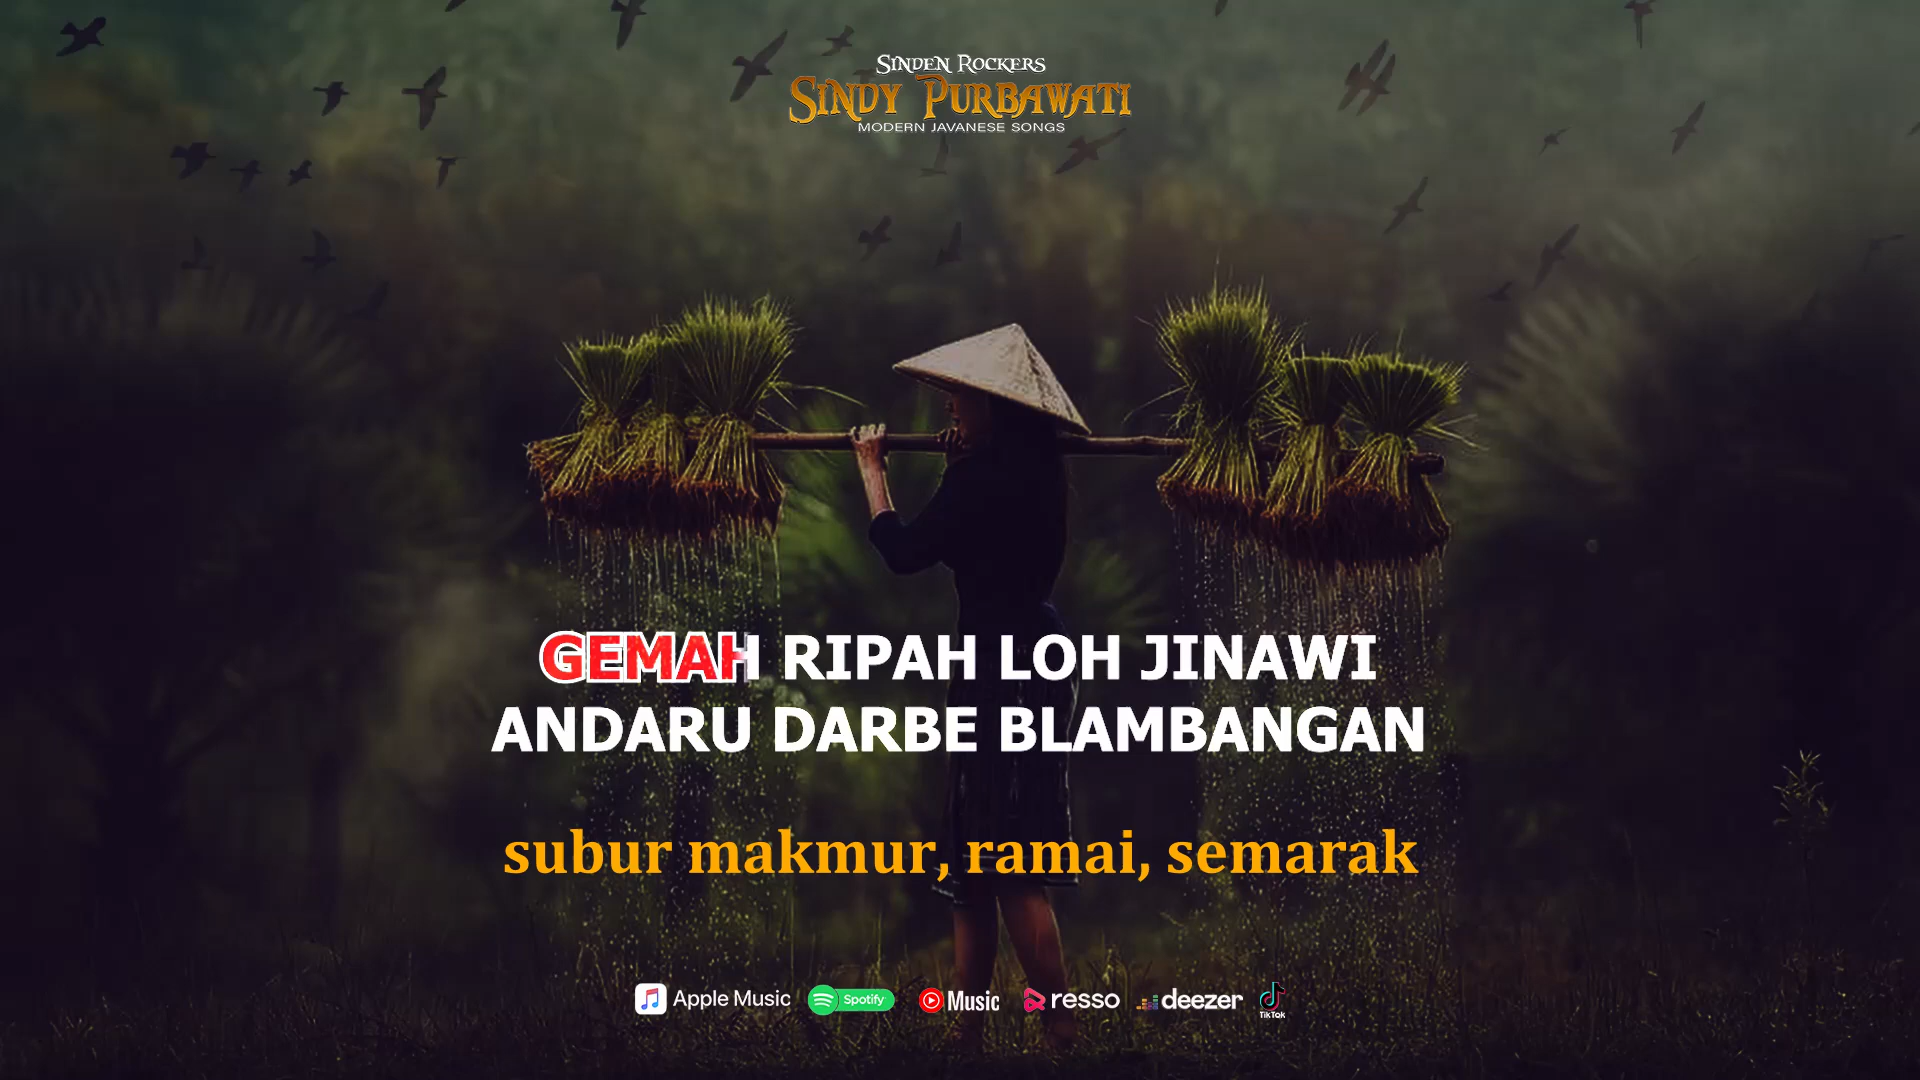 SINDEN ROCKERS
SINDY PURBAWATI
MODERN JAVANESE SONGS
GEMAH RIPAH LOH JINAWI
ANDARU DARBE BLAMBANGAN
subur makmur, ramai, semarak
Apple Music Spotify Music resso deezer TikTok